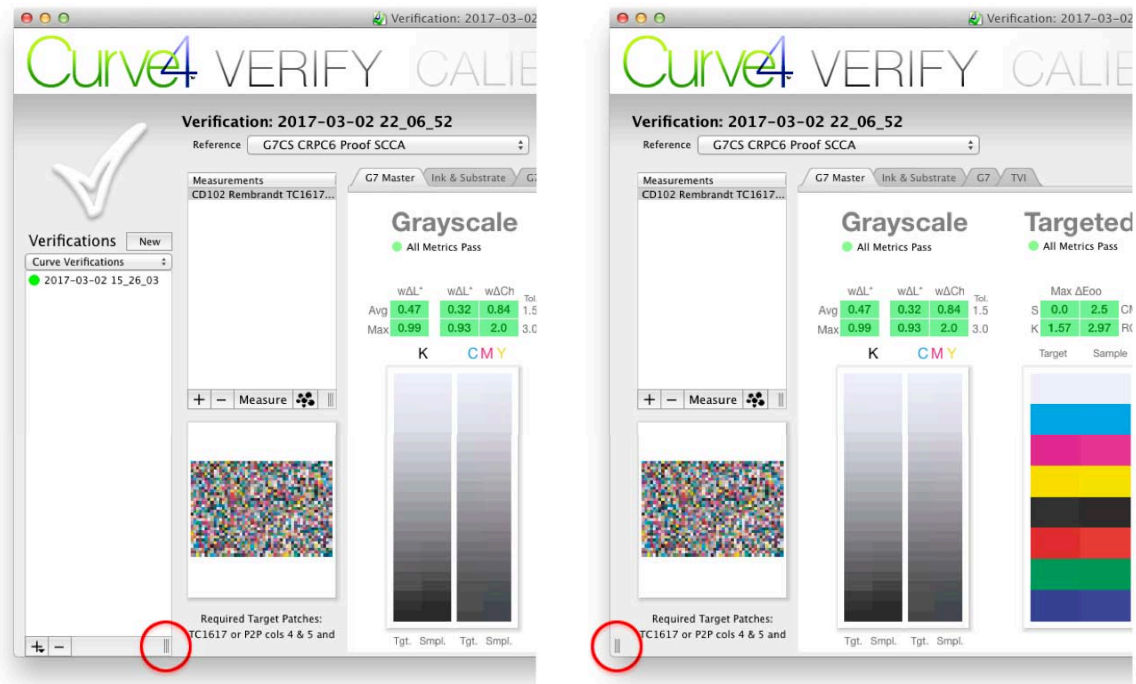 Verification: 2017-03-02
Curve4 VERIFY CALIB
Verification: 2017-03-02 22_06_52
Reference G7CS CRPC6 Proof SCCA
Measurements
CD102 Rembrandt TC1617...
G7 Master Ink & Substrate G7
Verifications New
Curve Verifications
2017-03-02 15_26_03
Grayscale
All Metrics Pass
wΔL* wΔL* wΔCh Tol.
Avg 0.47 0.32 0.84 1.5
Max 0.99 0.93 2.0 3.0
K CMY
+ − Measure
Required Target Patches:
TC1617 or P2P cols 4 & 5 and
Tgt. Smpl. Tgt. Smpl.
+ −
Verification: 2017-03-02
Curve4 VERIFY CALIB
Verification: 2017-03-02 22_06_52
Reference G7CS CRPC6 Proof SCCA
Measurements
CD102 Rembrandt TC1617...
G7 Master Ink & Substrate G7 TVI
Grayscale
All Metrics Pass
wΔL* wΔL* wΔCh Tol.
Avg 0.47 0.32 0.84 1.5
Max 0.99 0.93 2.0 3.0
K CMY
Targeted
All Metrics Pass
Max ΔEoo
S 0.0 2.5
K 1.57 2.97
Target Sample
+ − Measure
Required Target Patches:
TC1617 or P2P cols 4 & 5 and
Tgt. Smpl. Tgt. Smpl.